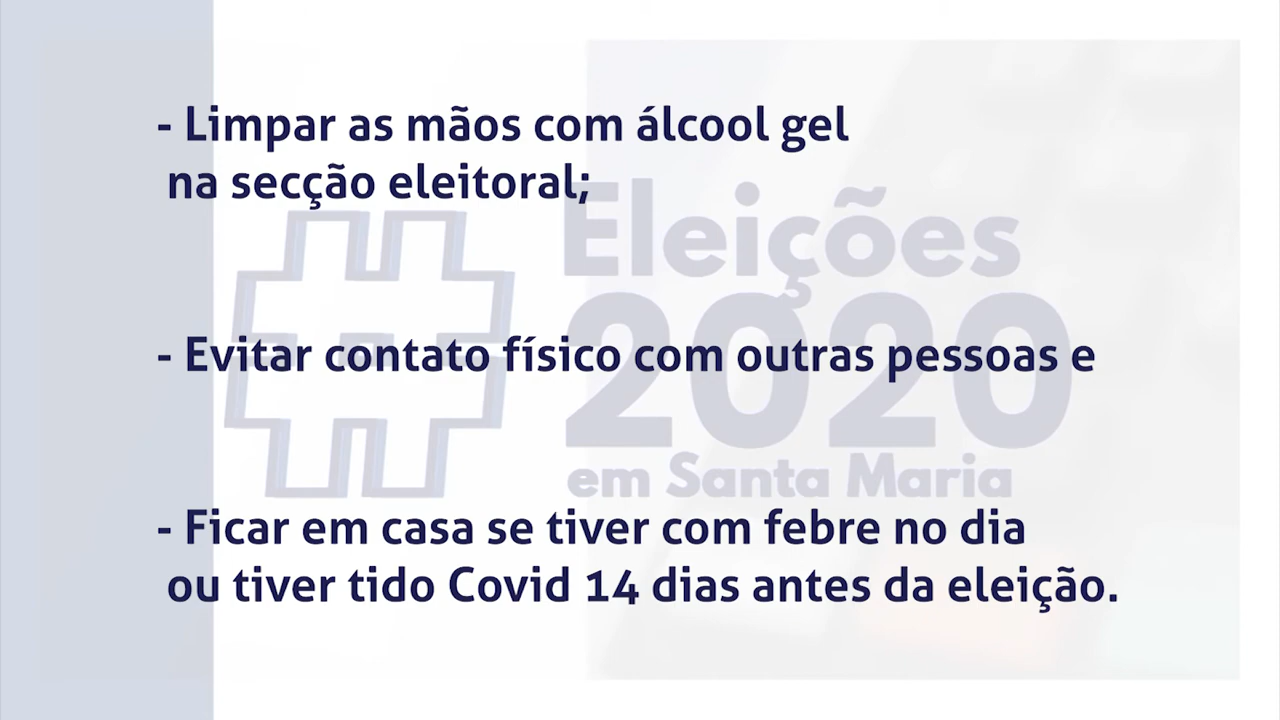 - Limpar as mãos com álcool gel
na secção eleitoral;
Eleições
2020
- Evitar contato físico com outras pessoas e
em Santa Maria
- Ficar em casa se tiver com febre no dia
ou tiver tido Covid 14 dias antes da eleição.